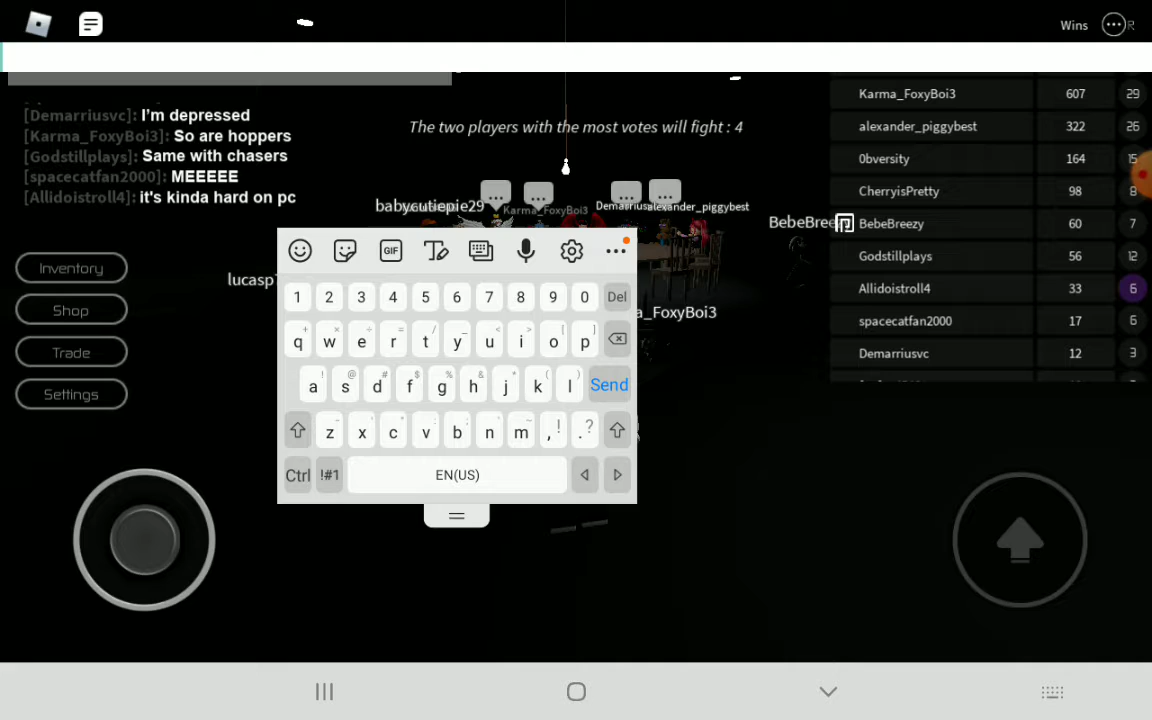 Wins
[Demarriusvc]: I'm depressed
[Karma_FoxyBoi3]: So are hoppers
[Godstillplays]: Same with chasers
[spacecatfan2000]: MEEEEE
[Allidoistroll4]: it's kinda hard on pc
The two players with the most votes will fight : 4
Karma_FoxyBoi3 607 29
alexander_piggybest 322 26
0bversity 164 15
CherryisPretty 98 8
BebeBreezy 60 7
Godstillplays 56 12
Allidoistroll4 33 6
spacecatfan2000 17 6
Demarriusvc 12 3
babycutiepie29
Karma_FoxyBoi3
Demarrius
alexander_piggybest
BebeBree
lucasp
a_FoxyBoi3
Inventory
Shop
Trade
Settings
GIF
1 2 3 4 5 6 7 8 9 0 Del
q w e r t y u i o p
a s d f g h j k l Send
z x c v b n m , ! . ?
Ctrl !#1 EN(US)